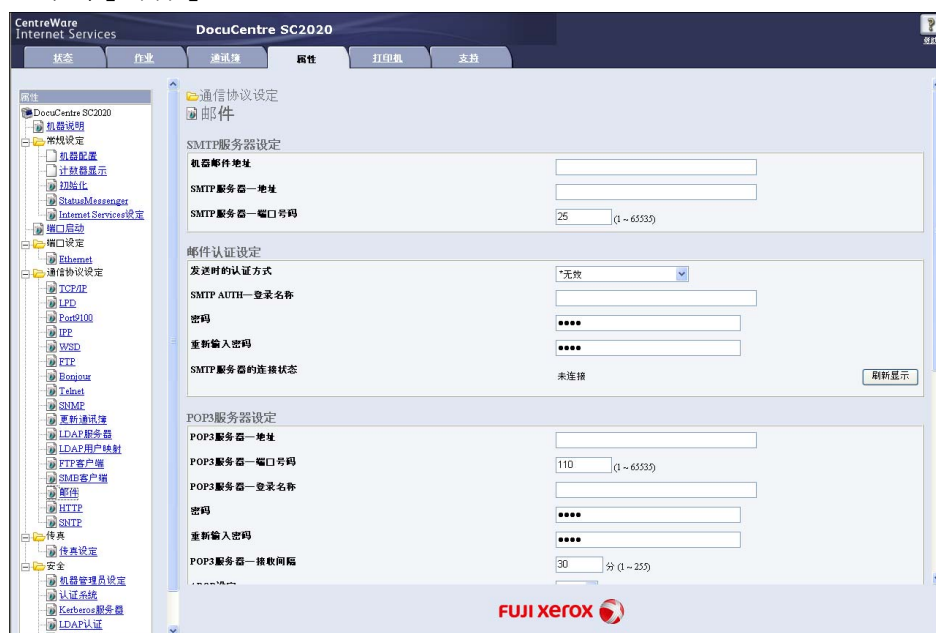 CentreWare
Internet Services
DocuCentre SC2020
?
状态
作业
通讯簿
属性
打印机
支持
属性
DocuCentre SC2020
机器说明
常规设定
机器配置
计数器显示
初始化
StatusMessenger
Internet Services设定
端口启动
端口设定
Ethernet
通信协议设定
TCP/IP
LPD
Port9100
IPP
WSD
FTP
Bonjour
Telnet
SNMP
更新通讯簿
LDAP服务器
LDAP用户映射
FTP客户端
SMB客户端
邮件
HTTP
SNTP
传真
传真设定
安全
机器管理员设定
认证系统
Kerberos服务器
LDAP认证
通信协议设定
邮件
SMTP服务器设定
机器邮件地址
SMTP服务器—地址
SMTP服务器—端口号码 25 (1 ~ 65535)
邮件认证设定
发送时的认证方式 *无效
SMTP AUTH—登录名称
密码 ●●●●
重新输入密码 ●●●●
SMTP服务器的连接状态 未连接 刷新显示
POP3服务器设定
POP3服务器—地址
POP3服务器—端口号码 110 (1 ~ 65535)
POP3服务器—登录名称
密码 ●●●●
重新输入密码 ●●●●
POP3服务器—接收间隔 30 分 (1 ~ 255)
FUJI xerox